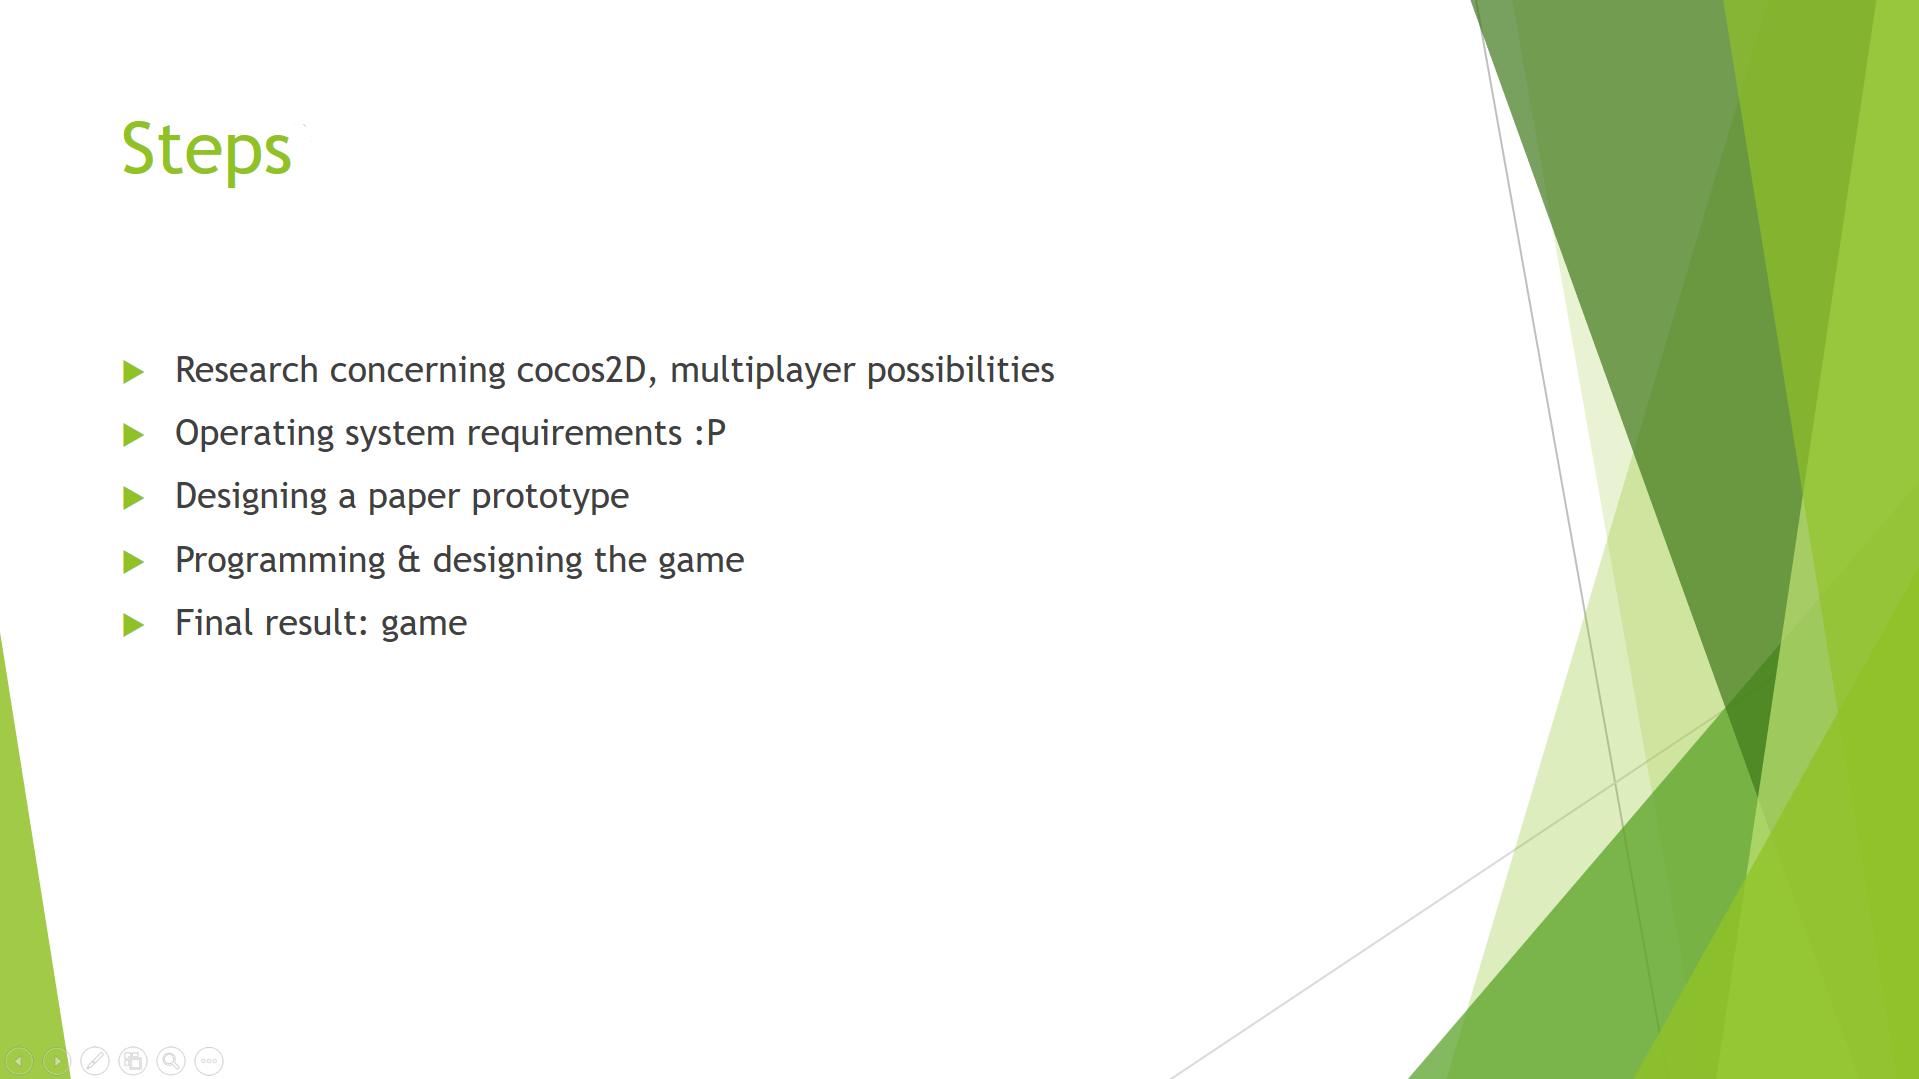 Steps
Research concerning cocos2D, multiplayer possibilities
Operating system requirements :P
Designing a paper prototype
Programming & designing the game
Final result: game